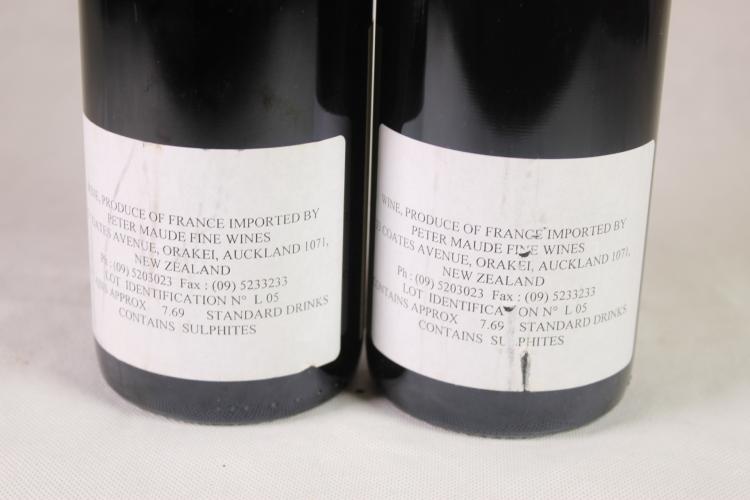 WINE, PRODUCE OF FRANCE IMPORTED BY
PETER MAUDE FINE WINES
COATES AVENUE, ORAKEI, AUCKLAND 1071,
NEW ZEALAND
Ph : (09) 5203023 Fax : (09) 5233233
LOT IDENTIFICATION N° L 05
APPROX 7.69 STANDARD DRINKS
CONTAINS SULPHITES
WINE, PRODUCE OF FRANCE IMPORTED BY
PETER MAUDE FINE WINES
COATES AVENUE, ORAKEI, AUCKLAND 1071,
NEW ZEALAND
Ph : (09) 5203023 Fax : (09) 5233233
LOT IDENTIFICATION N° L 05
CONTAINS APPROX 7.69 STANDARD DRINKS
CONTAINS SULPHITES